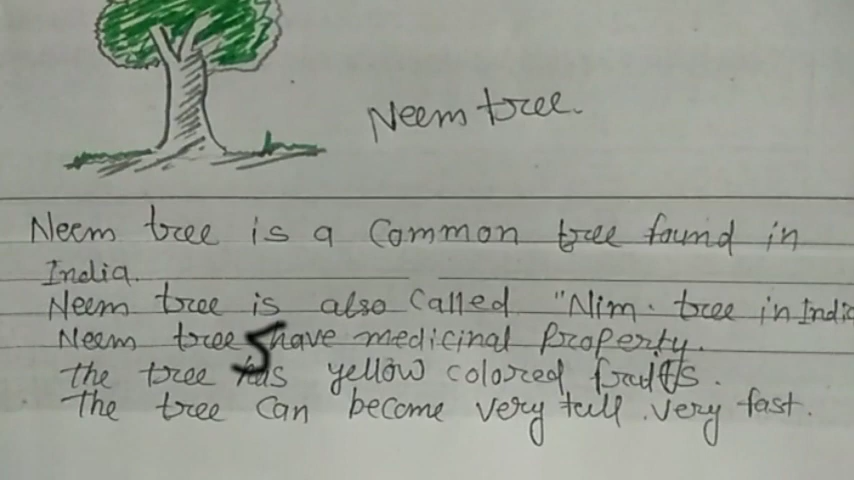 Neem tree.
Neem tree is a Common tree found in
India.
Neem tree is also Called "Nim. tree in India
Neem trees have medicinal Property.
The tree has yellow colored fruits.
The tree Can become very tall .very fast.